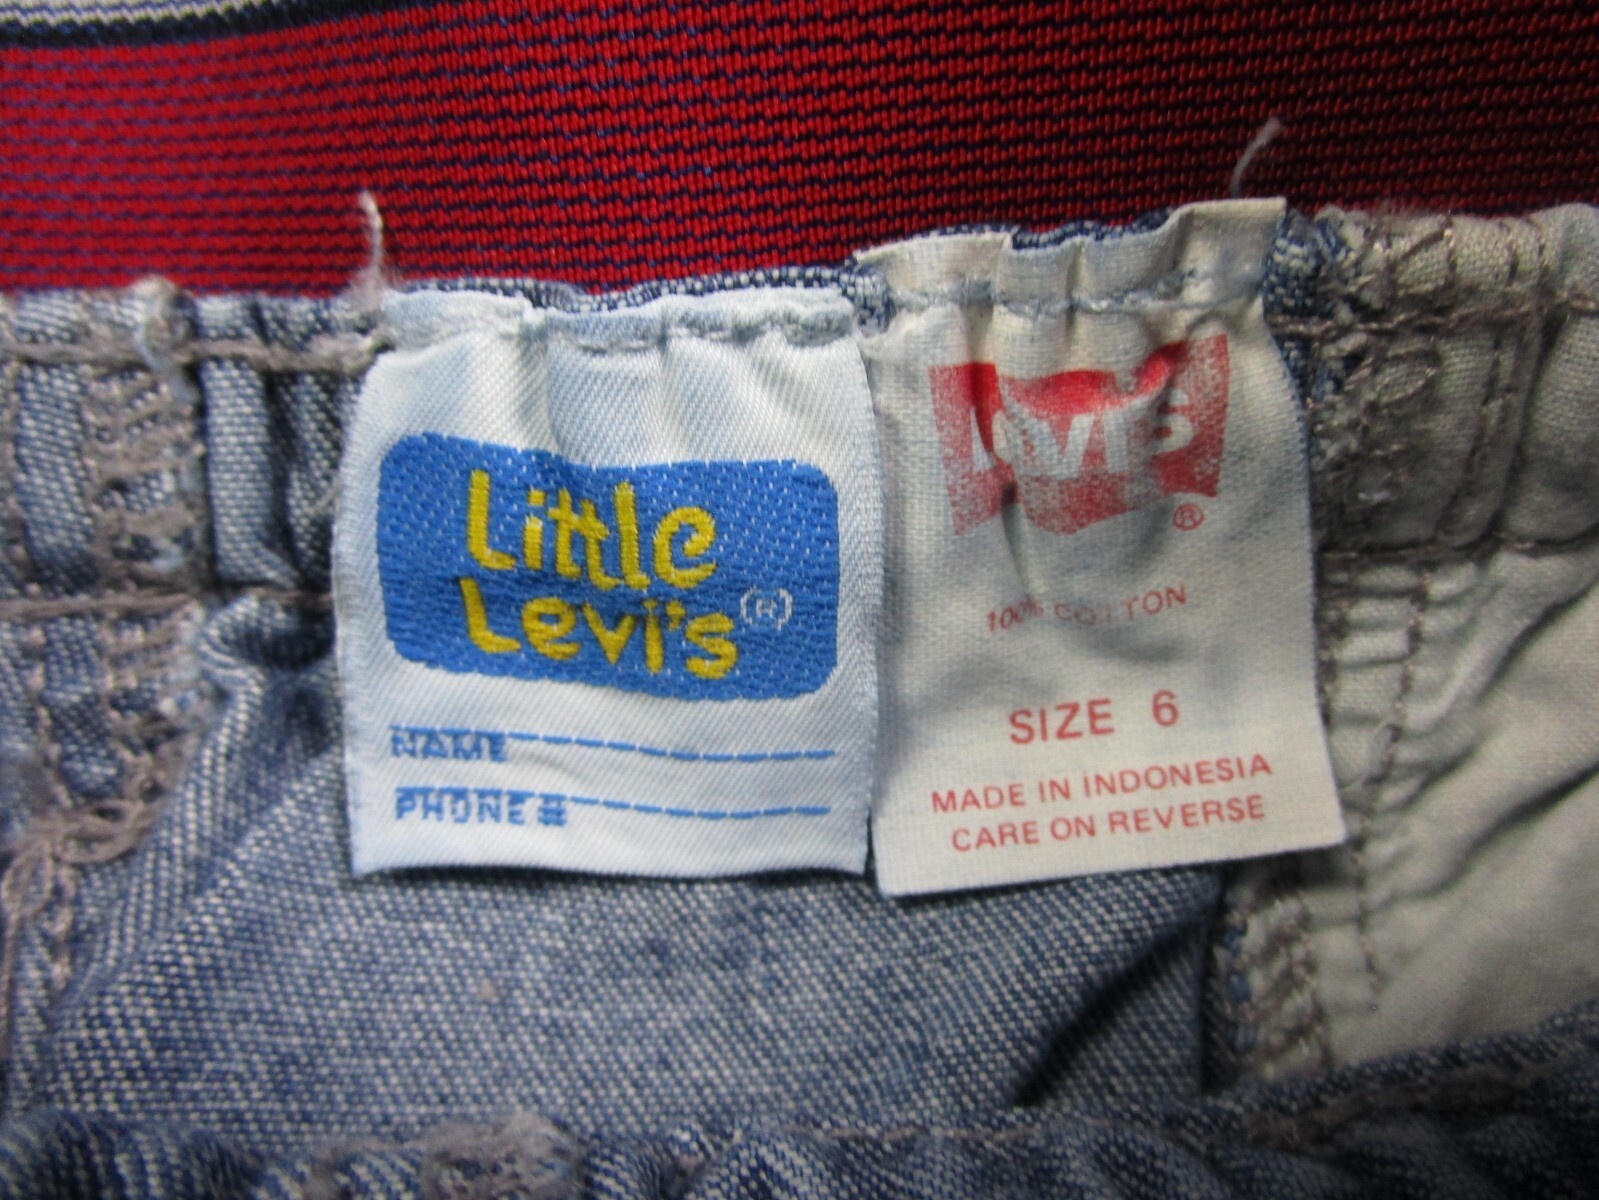 Little
Levi's(R)
NAME
PHONE #
Levi's
®
100% COTTON
SIZE 6
MADE IN INDONESIA
CARE ON REVERSE